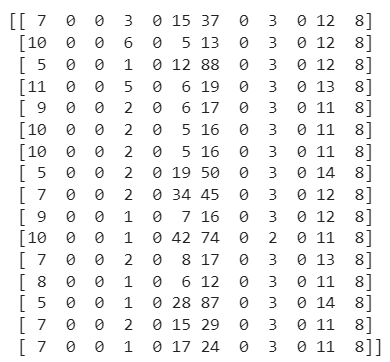 [[ 7 0 0 3 0 15 37 0 3 0 12 8]
[10 0 0 6 0 5 13 0 3 0 12 8]
[ 5 0 0 1 0 12 88 0 3 0 12 8]
[11 0 0 5 0 6 19 0 3 0 13 8]
[ 9 0 0 2 0 6 17 0 3 0 11 8]
[10 0 0 2 0 5 16 0 3 0 11 8]
[10 0 0 2 0 5 16 0 3 0 11 8]
[ 5 0 0 2 0 19 50 0 3 0 14 8]
[ 7 0 0 2 0 34 45 0 3 0 12 8]
[ 9 0 0 1 0 7 16 0 3 0 12 8]
[10 0 0 1 0 42 74 0 2 0 11 8]
[ 7 0 0 2 0 8 17 0 3 0 13 8]
[ 8 0 0 1 0 6 12 0 3 0 11 8]
[ 5 0 0 1 0 28 87 0 3 0 14 8]
[ 7 0 0 2 0 15 29 0 3 0 11 8]
[ 7 0 0 1 0 17 24 0 3 0 11 8]]